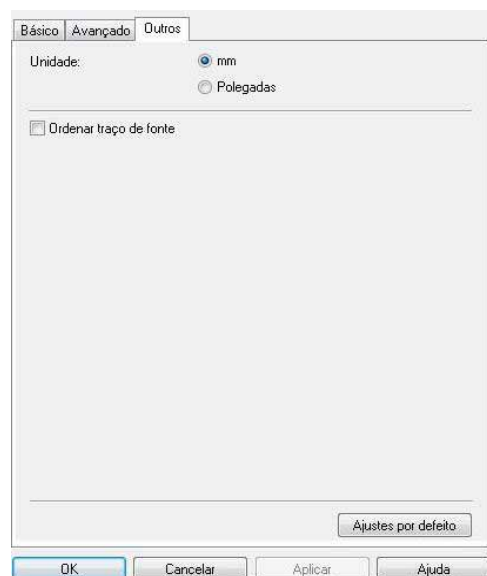 Básico Avançado Outros
Unidade: mm
Polegadas
Ordenar traço de fonte
Ajustes por defeito
OK Cancelar Aplicar Ajuda